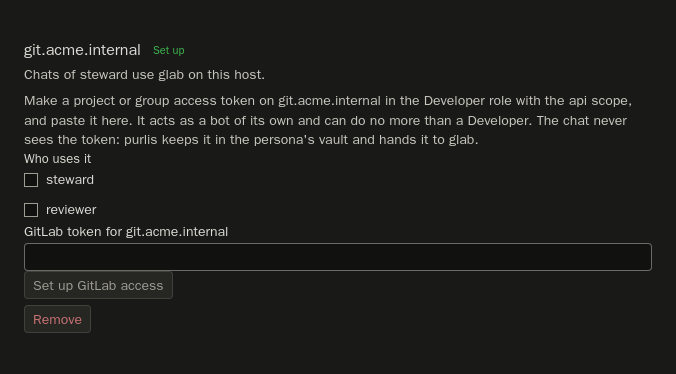 git.acme.internal Set up
Chats of steward use glab on this host.
Make a project or group access token on git.acme.internal in the Developer role with the api scope,
and paste it here. It acts as a bot of its own and can do no more than a Developer. The chat never
sees the token: purlis keeps it in the persona's vault and hands it to glab.
Who uses it
steward
reviewer
GitLab token for git.acme.internal
Set up GitLab access
Remove